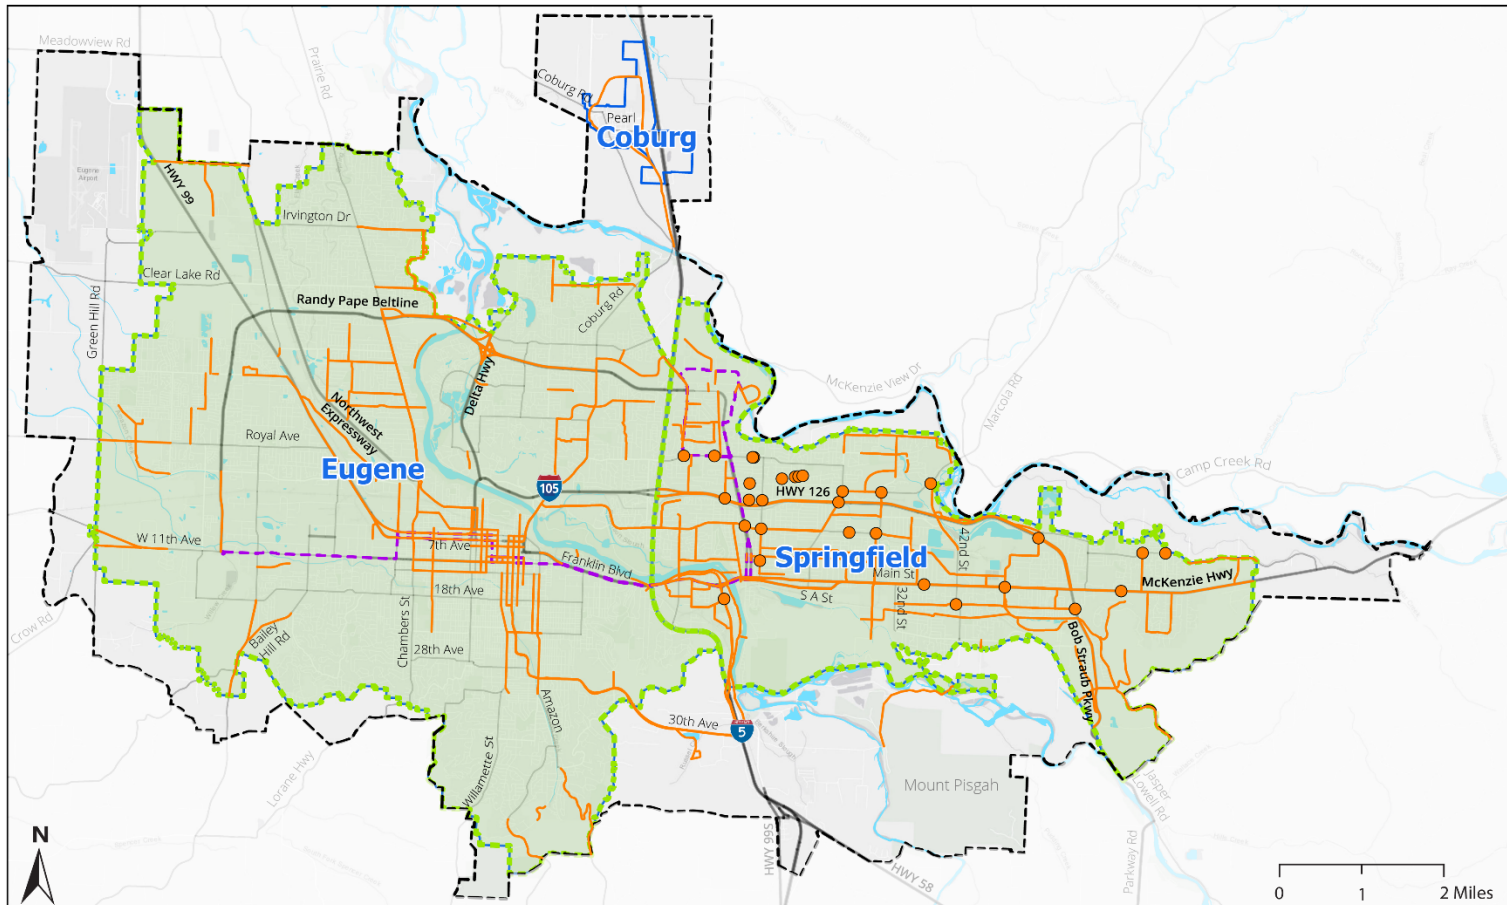 Meadowview Rd
Prairie Rd
Coburg Rd
Pearl
Coburg
Eugene
Airport
HWY 99
Irvington Dr
Clear Lake Rd
Green Hill Rd
Randy Pape Beltline
Coburg Rd
Delta Hwy
McKenzie View Dr
Marcola Rd
Northwest
Expressway
Royal Ave
Eugene
105
HWY 126
Camp Creek Rd
W 11th Ave
7th Ave
Franklin Blvd
Springfield
42nd St
Main St
McKenzie Hwy
18th Ave
S A St
32nd St
Crow Rd
Bailey
Hill Rd
Chambers St
28th Ave
Bob Straub Pkwy
Amazon
30th Ave
5
Willamette St
Lorane Hwy
Mount Pisgah
Jasper
Lowell Rd
Parkway Rd
HWY 99S
HWY 58
N
0 1 2 Miles